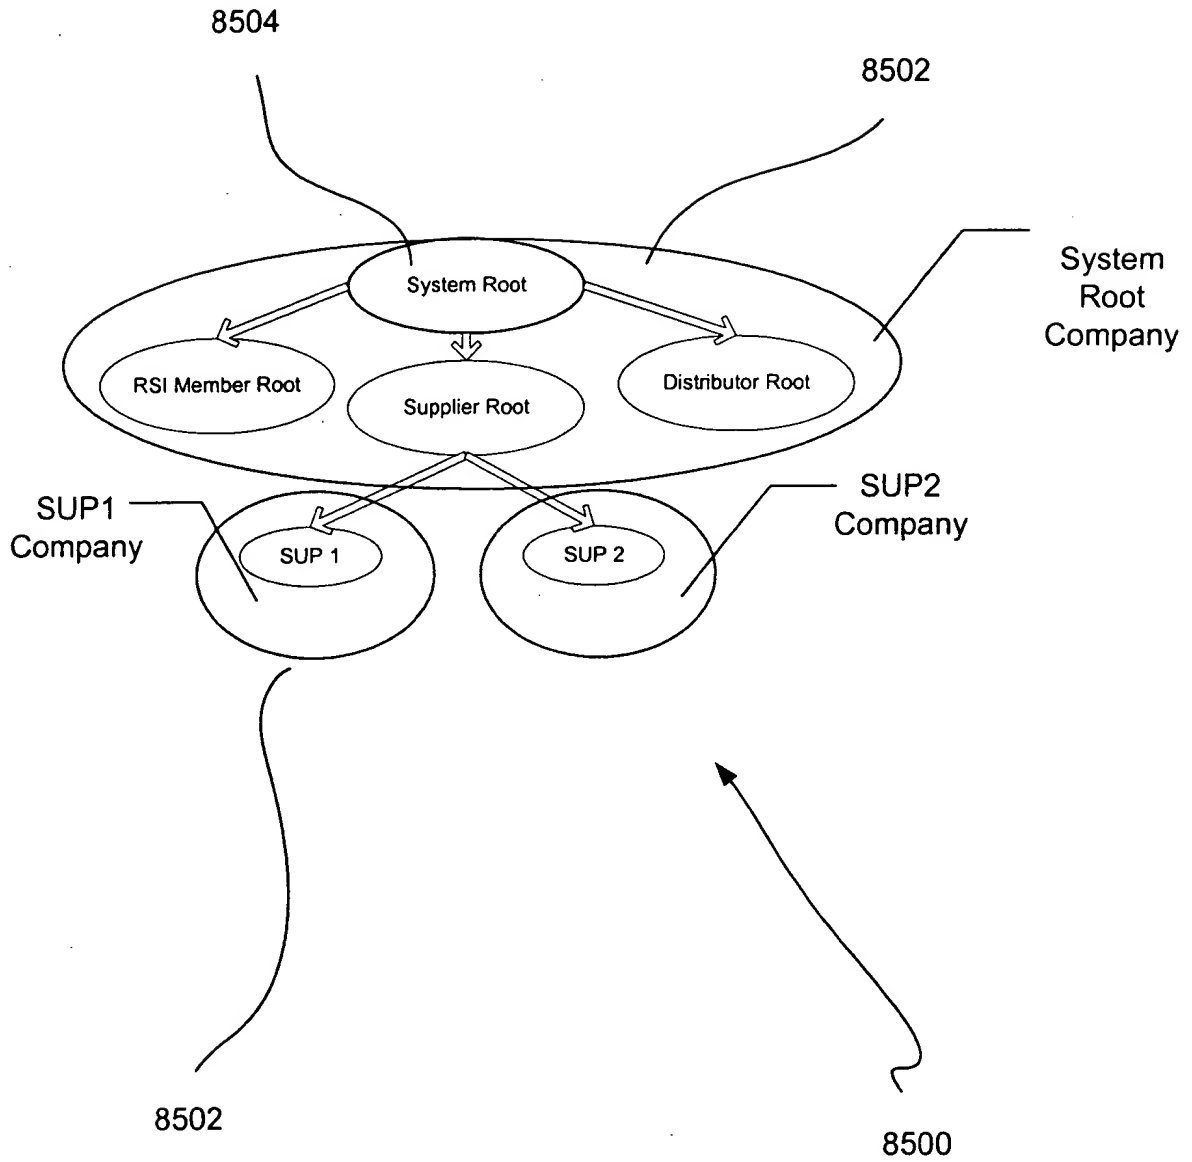 8504
8502
System Root
System
Root
Company
RSI Member Root
Supplier Root
Distributor Root
SUP1
Company
SUP2
Company
SUP 1
SUP 2
8502
8500